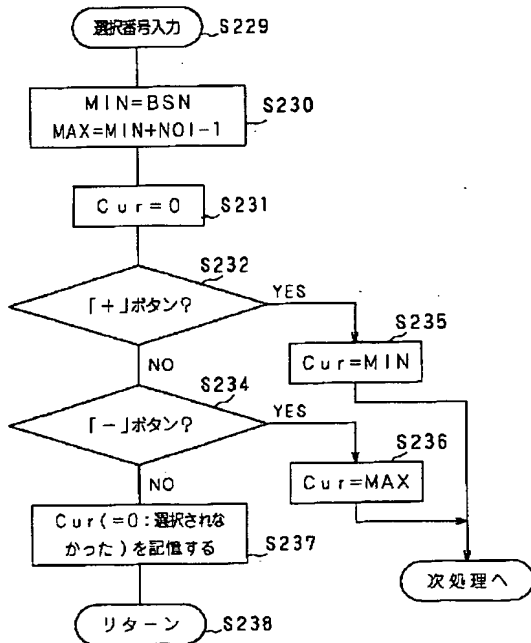 選択番号入力 S229
MIN=BSN
MAX=MIN+NOI-1
S230
Cur=0 S231
S232
「+」ボタン? YES
NO
S235
Cur=MIN
S234
「-」ボタン? YES
NO
S236
Cur=MAX
Cur(=0:選択されな
かった)を記憶する
S237
次処理へ
リターン S238